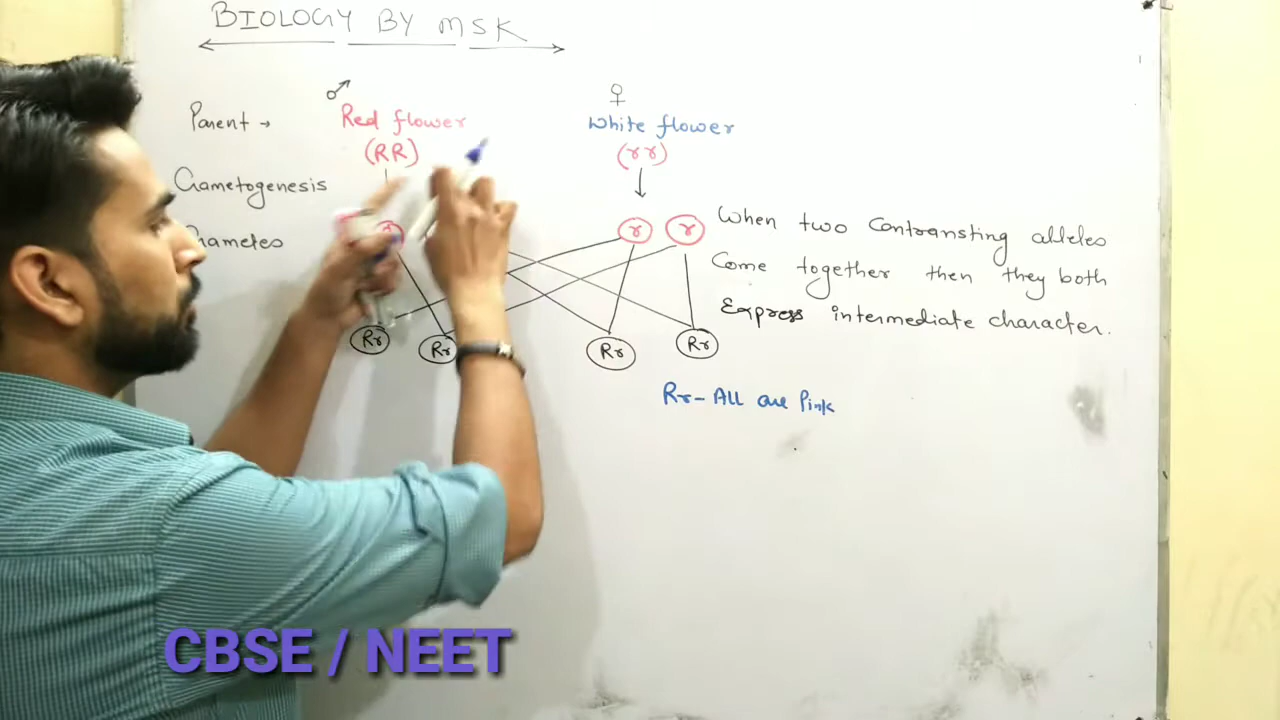 BIOLOGY BY MSK
♂
♀
Parent → Red flower White flower
(RR) (rr)
Gametogenesis
Gametes r r
When two Contransting alleles
Come together then they both
Express intermediate character.
Rr Rr Rr Rr
Rr - All are Pink
CBSE / NEET